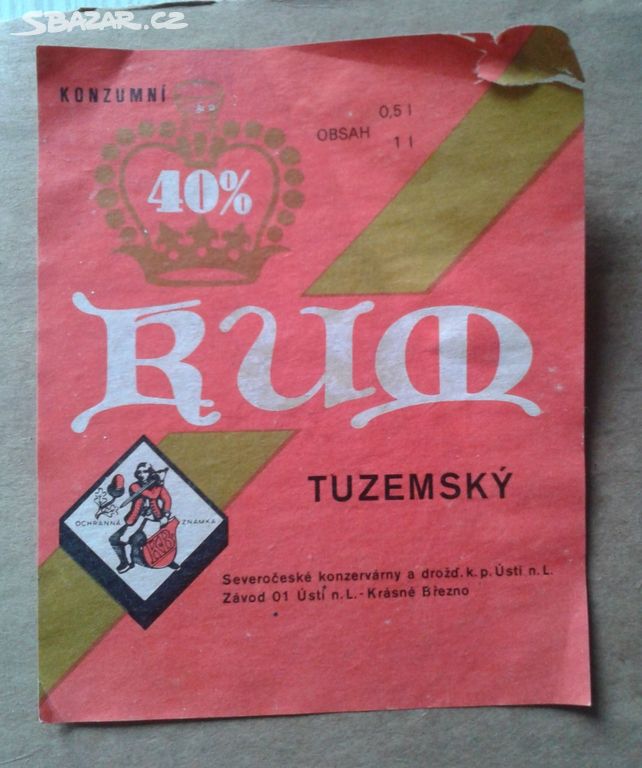 SBAZAR.CZ
KONZUMNÍ
0,5 l
OBSAH
1 l
40%
RUM
TUZEMSKÝ
OCHRANNÁ ZNÁMKA
Severočeské konzervárny a drožď. k. p. Ústí n. L.
Závod 01 Ústí n. L. - Krásné Březno